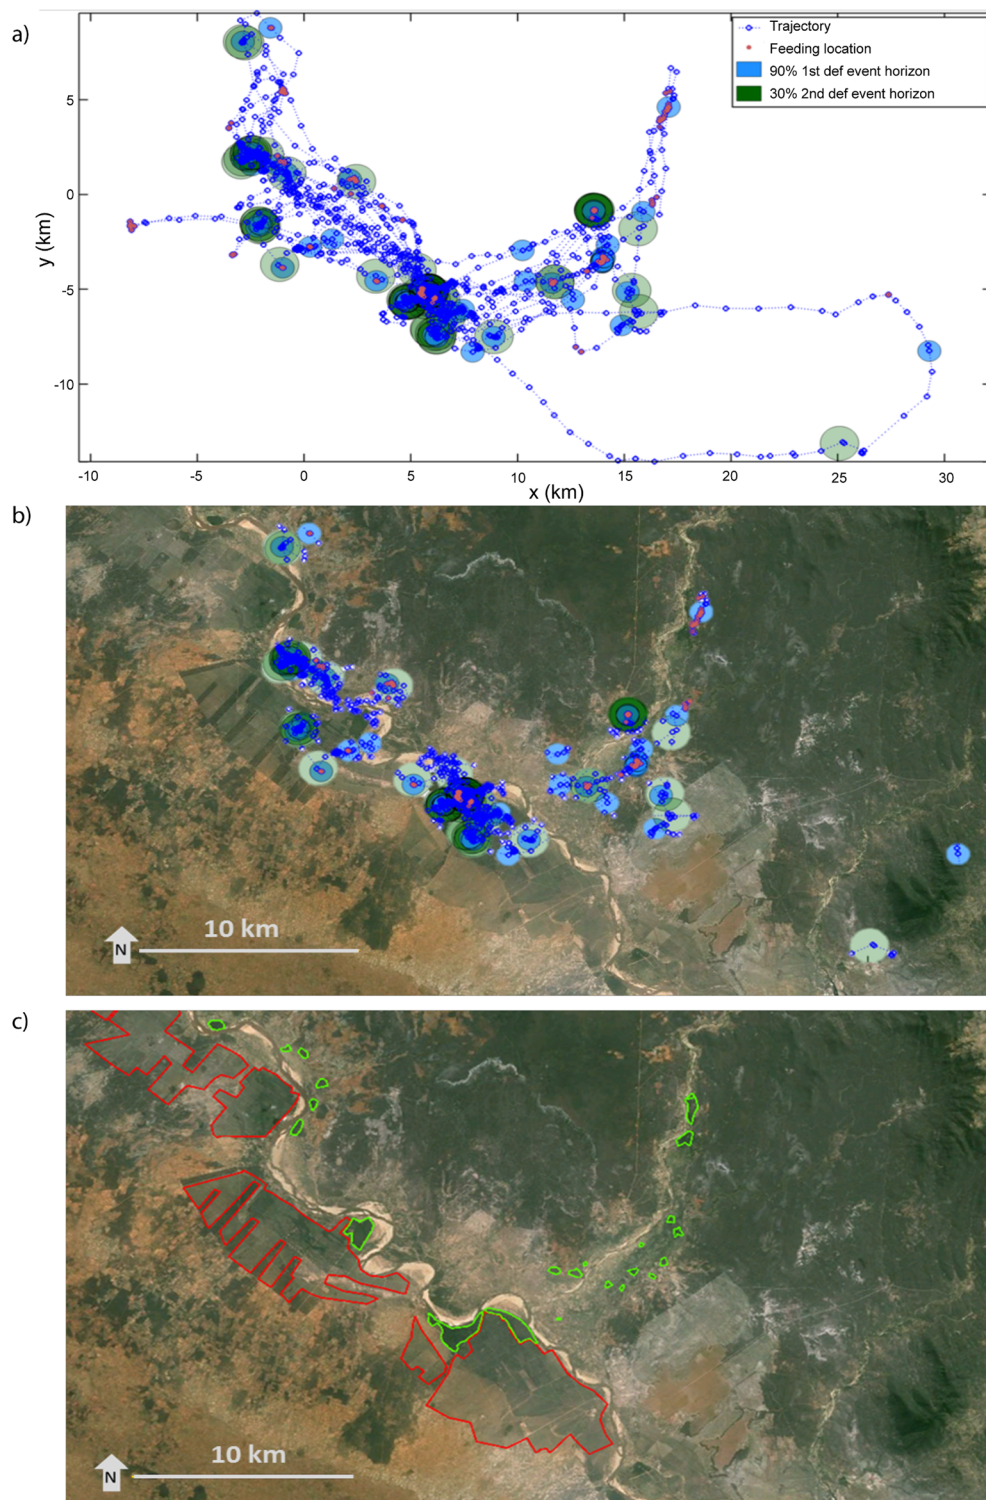 a)
Trajectory
Feeding location
90% 1st def event horizon
30% 2nd def event horizon
5
0
-5
-10
y (km)
-10 -5 0 5 10 15 20 25 30
x (km)
b)
10 km
N
c)
10 km
N